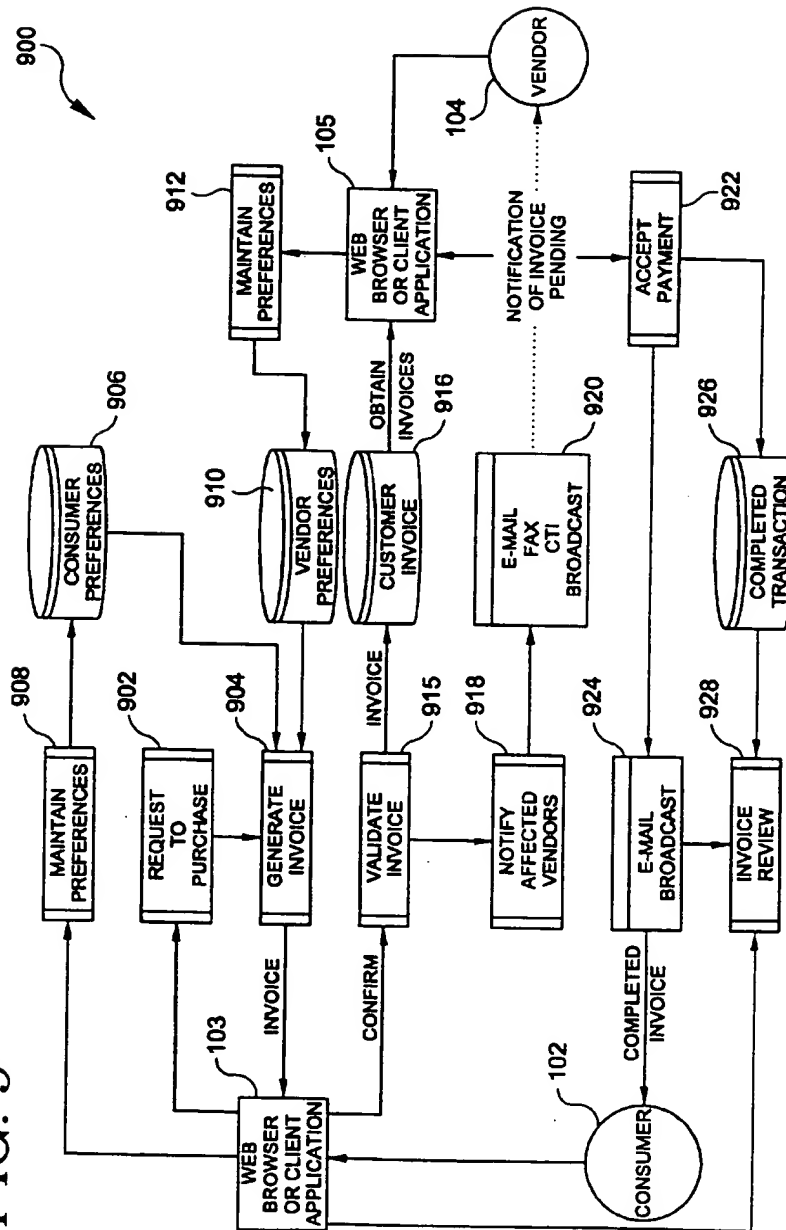 FIG. 9
900
908
MAINTAIN
PREFERENCES
906
CONSUMER
PREFERENCES
902
REQUEST
TO
PURCHASE
912
MAINTAIN
PREFERENCES
103
WEB
BROWSER
OR CLIENT
APPLICATION
INVOICE
904
GENERATE
INVOICE
910
VENDOR
PREFERENCES
105
WEB
BROWSER
OR CLIENT
APPLICATION
CONFIRM
915
VALIDATE
INVOICE
INVOICE
916
CUSTOMER
INVOICE
OBTAIN
INVOICES
104
VENDOR
918
NOTIFY
AFFECTED
VENDORS
920
E-MAIL
FAX
CTI
BROADCAST
NOTIFICATION
OF INVOICE
PENDING
102
CONSUMER
COMPLETED
INVOICE
924
E-MAIL
BROADCAST
922
ACCEPT
PAYMENT
928
INVOICE
REVIEW
926
COMPLETED
TRANSACTION